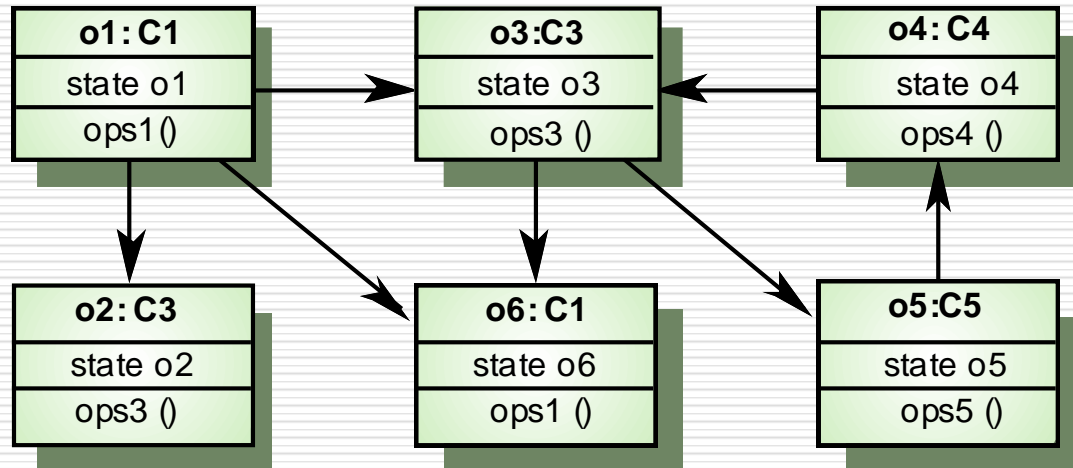 o1: C1
state o1
ops1()
o3:C3
state o3
ops3 ()
o4: C4
state o4
ops4 ()
o2: C3
state o2
ops3 ()
o6: C1
state o6
ops1 ()
o5:C5
state o5
ops5 ()